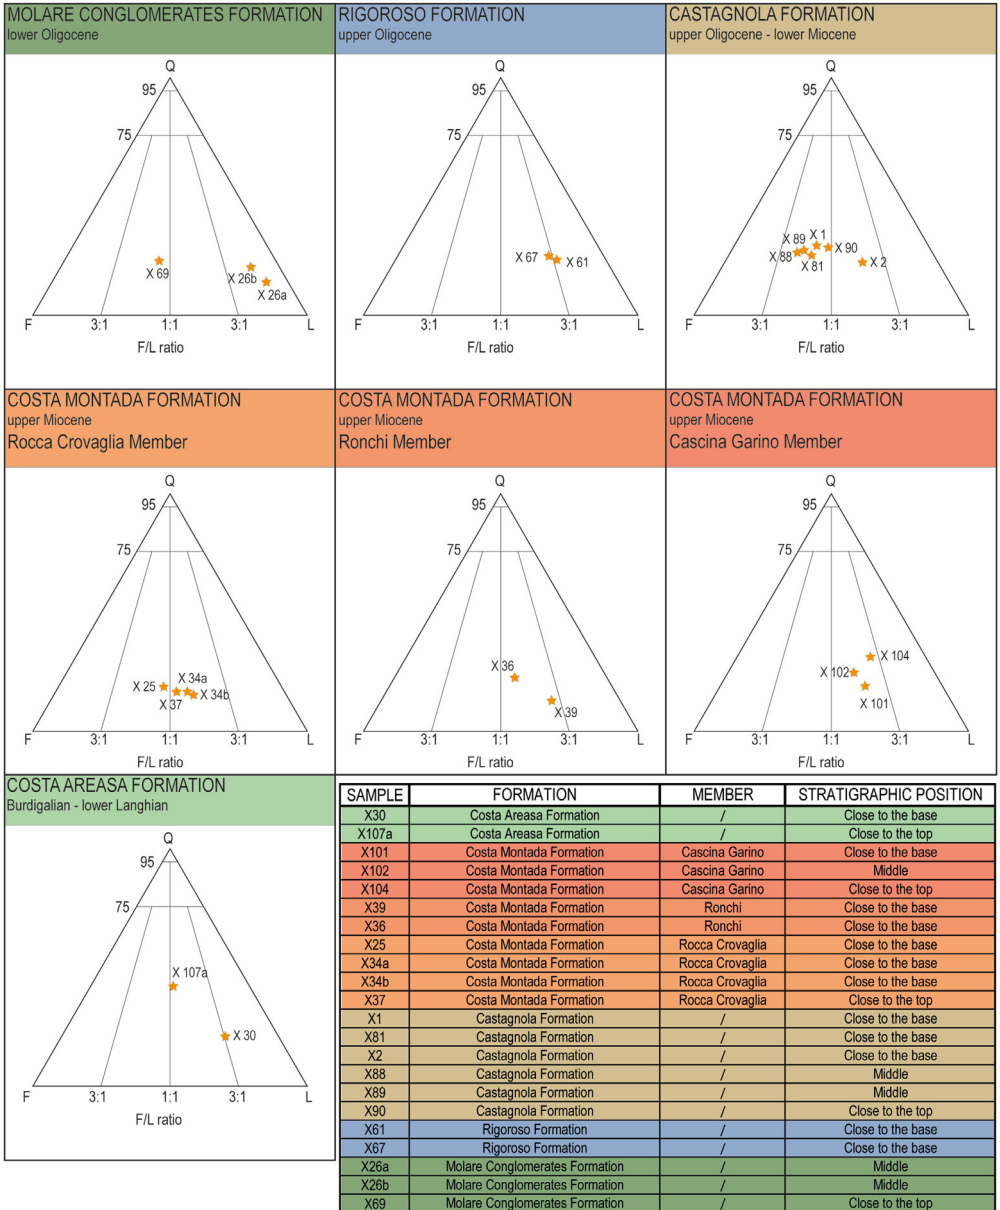 MOLARE CONGLOMERATES FORMATION
lower Oligocene
Q
95
75
X 69
X 26b
X 26a
F 3:1 1:1 3:1 L
F/L ratio
RIGOROSO FORMATION
upper Oligocene
Q
95
75
X 67 X 61
F 3:1 1:1 3:1 L
F/L ratio
CASTAGNOLA FORMATION
upper Oligocene - lower Miocene
Q
95
75
X 89 X 1
X 90
X 88
X 81 X 2
F 3:1 1:1 3:1 L
F/L ratio
COSTA MONTADA FORMATION
upper Miocene
Rocca Crovaglia Member
Q
95
75
X 34a
X 25
X 34b
X 37
F 3:1 1:1 3:1 L
F/L ratio
COSTA MONTADA FORMATION
upper Miocene
Ronchi Member
Q
95
75
X 36
X 39
F 3:1 1:1 3:1 L
F/L ratio
COSTA MONTADA FORMATION
upper Miocene
Cascina Garino Member
Q
95
75
X 104
X 102
X 101
F 3:1 1:1 3:1 L
F/L ratio
COSTA AREASA FORMATION
Burdigalian - lower Langhian
Q
95
75
X 107a
X 30
F 3:1 1:1 3:1 L
F/L ratio
SAMPLE FORMATION MEMBER STRATIGRAPHIC POSITION
X30 Costa Areasa Formation / Close to the base
X107a Costa Areasa Formation / Close to the top
X101 Costa Montada Formation Cascina Garino Close to the base
X102 Costa Montada Formation Cascina Garino Middle
X104 Costa Montada Formation Cascina Garino Close to the top
X39 Costa Montada Formation Ronchi Close to the base
X36 Costa Montada Formation Ronchi Close to the base
X25 Costa Montada Formation Rocca Crovaglia Close to the base
X34a Costa Montada Formation Rocca Crovaglia Close to the base
X34b Costa Montada Formation Rocca Crovaglia Close to the base
X37 Costa Montada Formation Rocca Crovaglia Close to the top
X1 Castagnola Formation / Close to the base
X81 Castagnola Formation / Close to the base
X2 Castagnola Formation / Close to the base
X88 Castagnola Formation / Middle
X89 Castagnola Formation / Middle
X90 Castagnola Formation / Close to the top
X61 Rigoroso Formation / Close to the base
X67 Rigoroso Formation / Close to the base
X26a Molare Conglomerates Formation / Middle
X26b Molare Conglomerates Formation / Middle
X69 Molare Conglomerates Formation / Close to the top